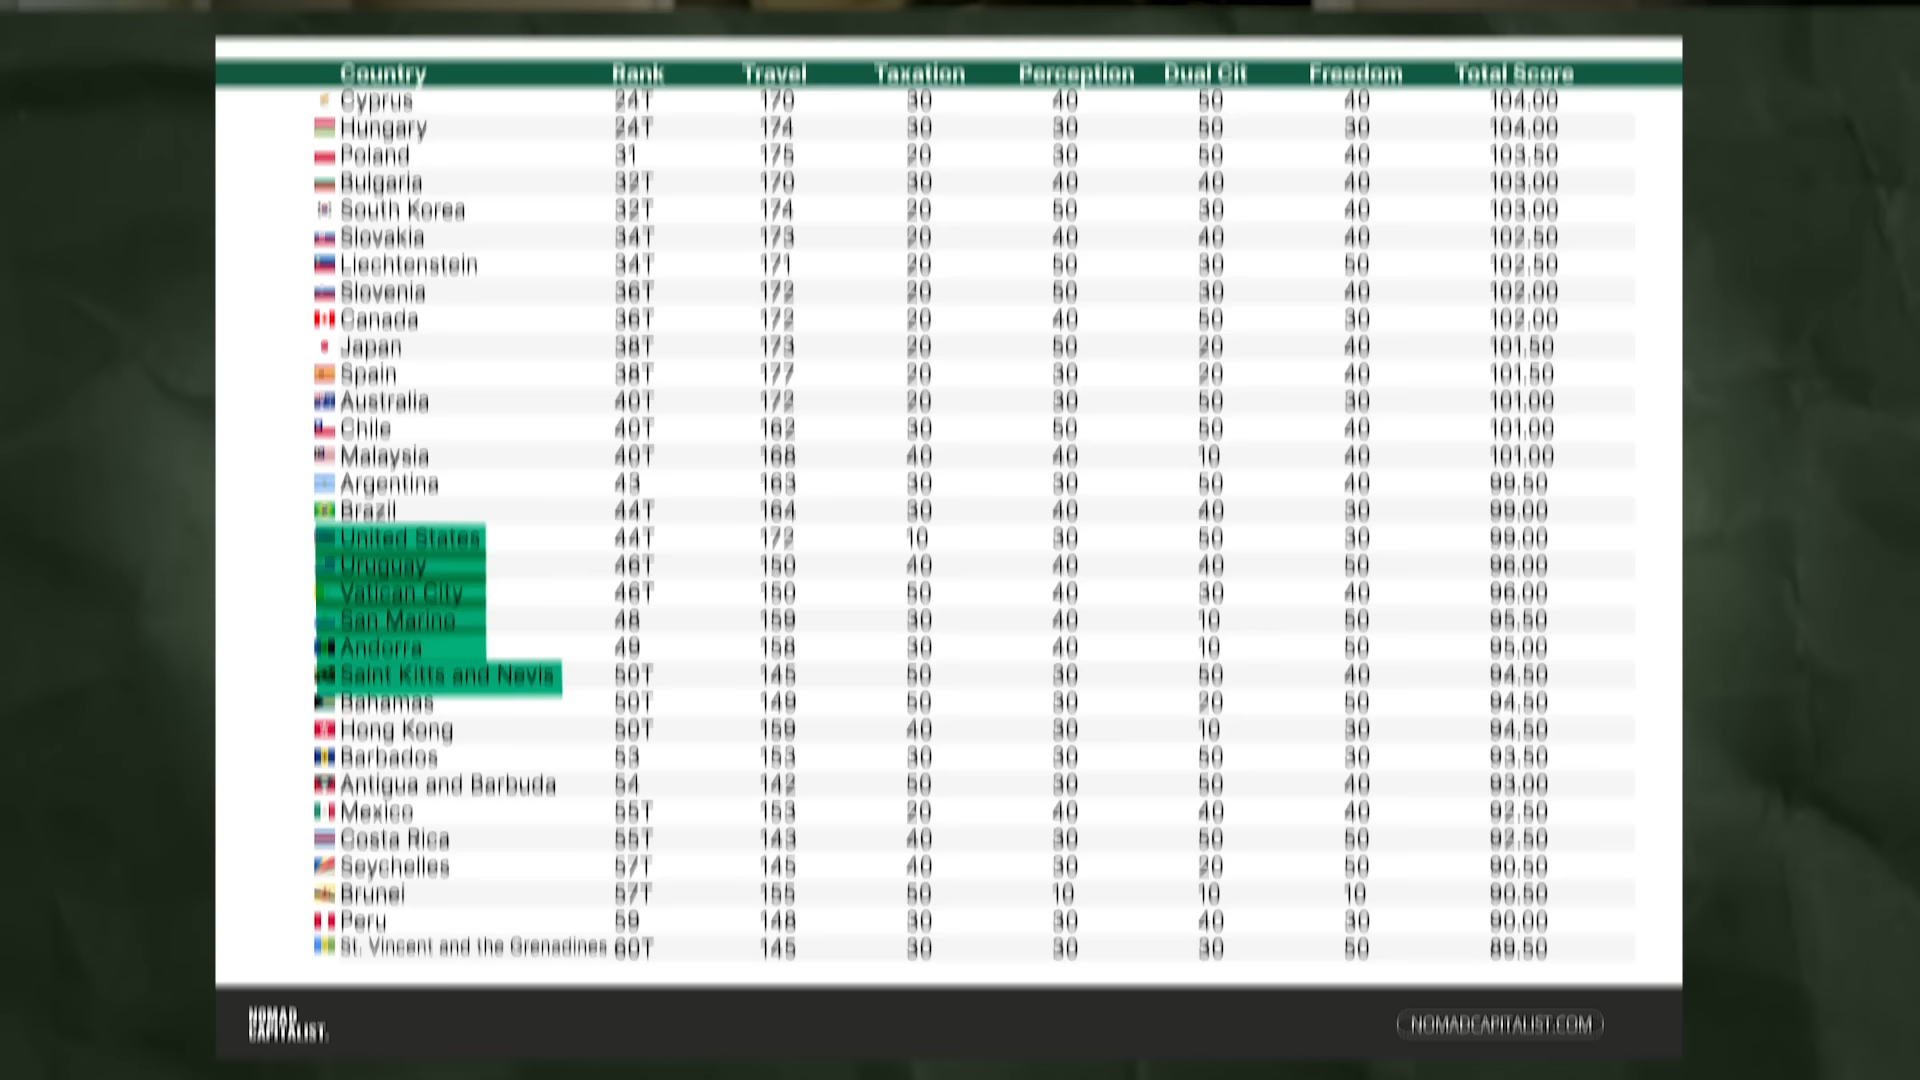 Country Rank Travel Taxation Perception Dual Cit Freedom Total Score
Cyprus 24T 170 30 40 50 40 104.00
Hungary 24T 174 30 30 50 30 104.00
Poland 31 175 20 30 50 40 103.50
Bulgaria 32T 170 30 40 40 40 103.00
South Korea 32T 174 20 50 30 40 103.00
Slovakia 34T 173 20 40 40 40 102.50
Liechtenstein 34T 171 20 50 30 50 102.50
Slovenia 36T 172 20 50 30 40 102.00
Canada 36T 172 20 40 50 30 102.00
Japan 38T 173 20 50 20 40 101.50
Spain 38T 177 20 30 20 40 101.50
Australia 40T 172 20 30 50 30 101.00
Chile 40T 162 30 50 50 40 101.00
Malaysia 40T 168 40 40 10 40 101.00
Argentina 43 163 30 30 50 40 99.50
Brazil 44T 164 30 40 40 30 99.00
United States 44T 172 10 30 50 30 99.00
Uruguay 46T 150 40 40 40 50 96.00
Vatican City 46T 150 50 40 30 40 96.00
San Marino 48 159 30 40 10 50 95.50
Andorra 49 158 30 40 10 50 95.00
Saint Kitts and Nevis 50T 145 50 30 50 40 94.50
Bahamas 50T 149 50 30 20 50 94.50
Hong Kong 50T 159 40 30 10 30 94.50
Barbados 53 153 30 30 50 30 93.50
Antigua and Barbuda 54 142 50 30 50 40 93.00
Mexico 55T 153 20 40 40 40 92.50
Costa Rica 55T 143 40 30 50 50 92.50
Seychelles 57T 145 40 30 20 50 90.50
Brunei 57T 155 50 10 10 10 90.50
Peru 59 148 30 30 40 30 90.00
St. Vincent and the Grenadines 60T 145 30 30 30 50 89.50
NOMAD
CAPITALIST.
NOMADCAPITALIST.COM